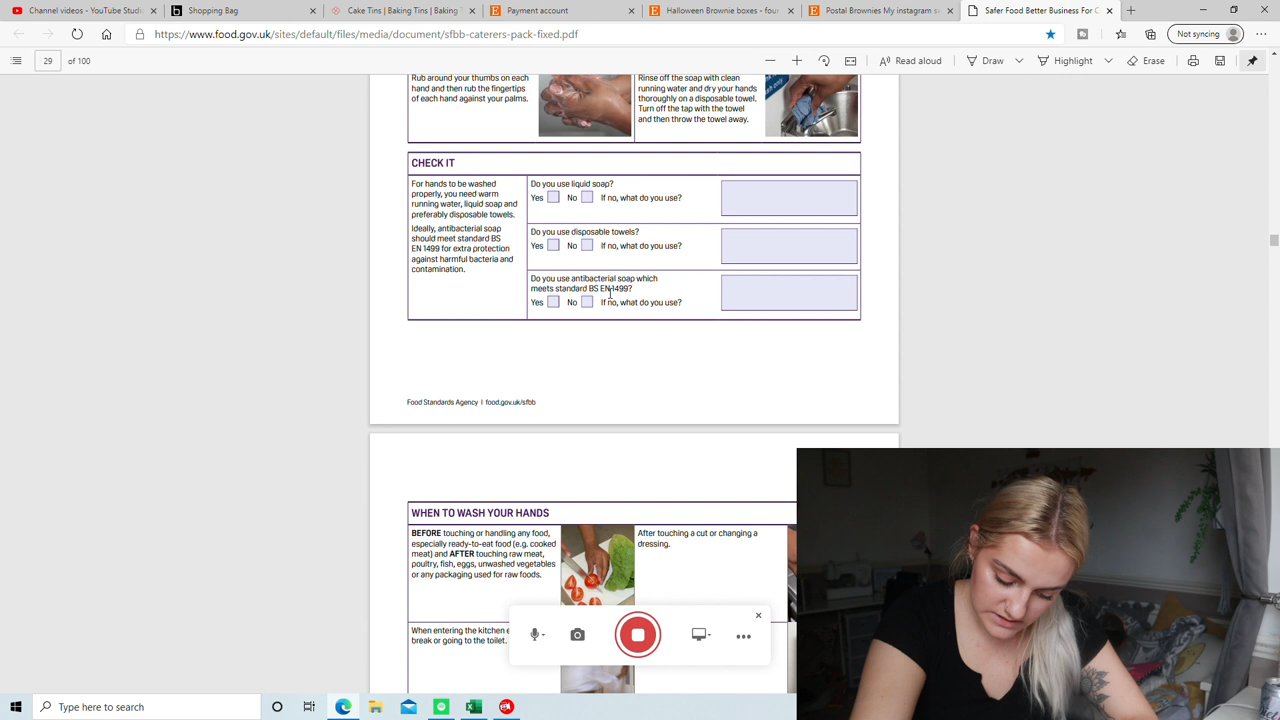 Channel videos - YouTube Studi
Shopping Bag
Cake Tins | Baking Tins | Baking T
Payment account
Halloween Brownie boxes - four
Postal Brownies My instagram s
Safer Food Better Business For C
https://www.food.gov.uk/sites/default/files/media/document/sfbb-caterers-pack-fixed.pdf
Not syncing
29 of 100
Read aloud
Draw
Highlight
Erase
Rub around your thumbs on each
hand and then rub the fingertips
of each hand against your palms.
Rinse off the soap with clean
running water and dry your hands
thoroughly on a disposable towel.
Turn off the tap with the towel
and then throw the towel away.
CHECK IT
For hands to be washed
properly, you need warm
running water, liquid soap and
preferably disposable towels.
Ideally, antibacterial soap
should meet standard BS
EN 1499 for extra protection
against harmful bacteria and
contamination.
Do you use liquid soap?
Yes No If no, what do you use?
Do you use disposable towels?
Yes No If no, what do you use?
Do you use antibacterial soap which
meets standard BS EN 1499?
Yes No If no, what do you use?
Food Standards Agency | food.gov.uk/sfbb
WHEN TO WASH YOUR HANDS
BEFORE touching or handling any food,
especially ready-to-eat food (e.g. cooked
meat) and AFTER touching raw meat,
poultry, fish, eggs, unwashed vegetables
or any packaging used for raw foods.
After touching a cut or changing a
dressing.
When entering the kitchen
break or going to the toilet.
Type here to search